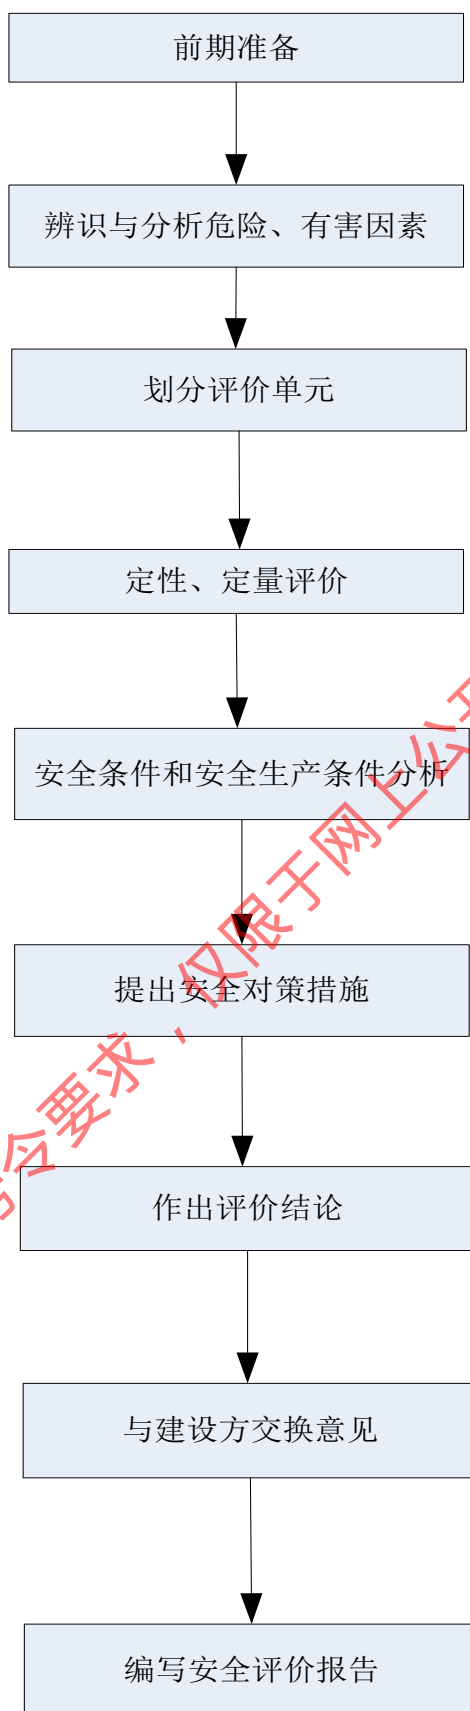 前期准备
辨识与分析危险、有害因素
划分评价单元
定性、定量评价
安全条件和安全生产条件分析
提出安全对策措施
作出评价结论
与建设方交换意见
编写安全评价报告
令要求，仅限于网上公